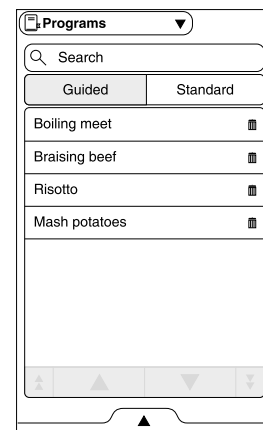 Programs
Search
Guided Standard
Boiling meet
Braising beef
Risotto
Mash potatoes